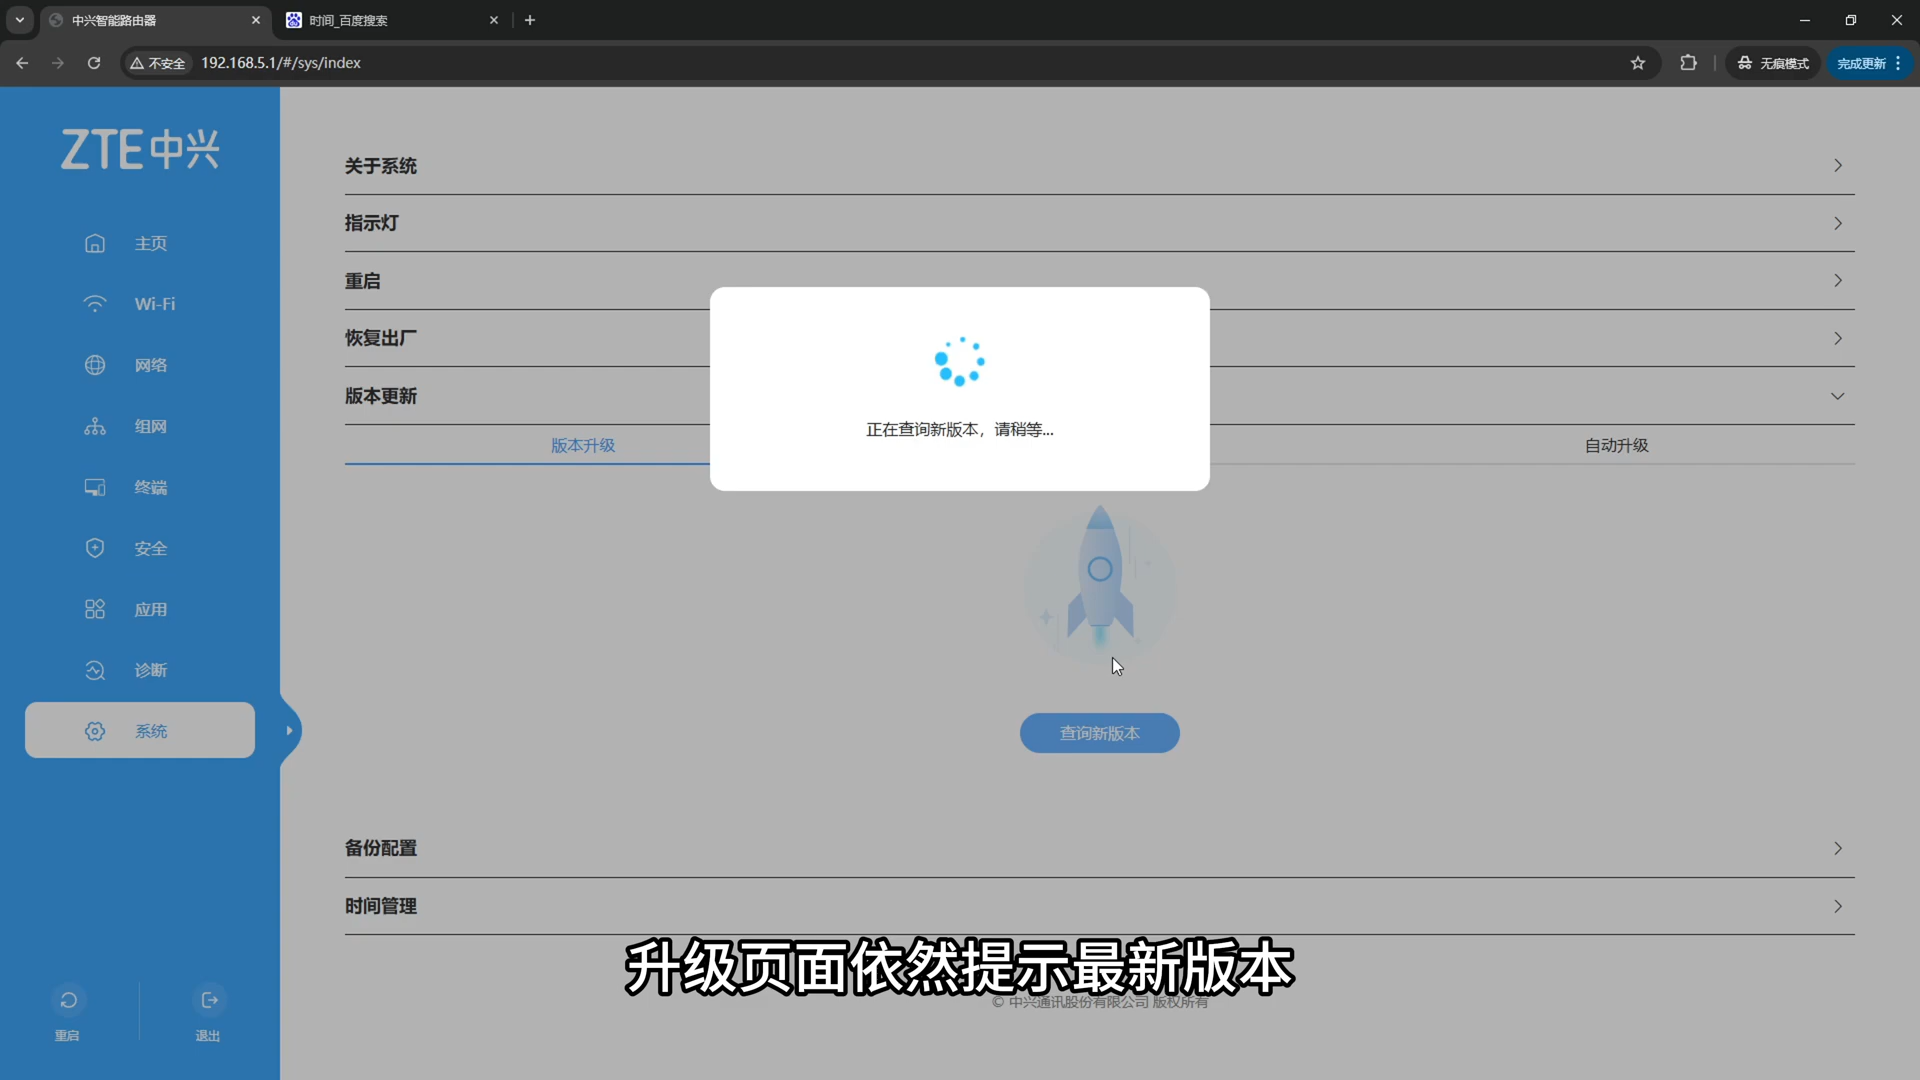 中兴智能路由器
时间_百度搜索
不安全
192.168.5.1/#/sys/index
无痕模式
完成更新
ZTE中兴
主页
Wi-Fi
网络
组网
终端
安全
应用
诊断
系统
重启
退出
关于系统
指示灯
重启
恢复出厂
版本更新
版本升级
自动升级
正在查询新版本，请稍等...
查询新版本
备份配置
时间管理
升级页面依然提示最新版本
© 中兴通讯股份有限公司 版权所有